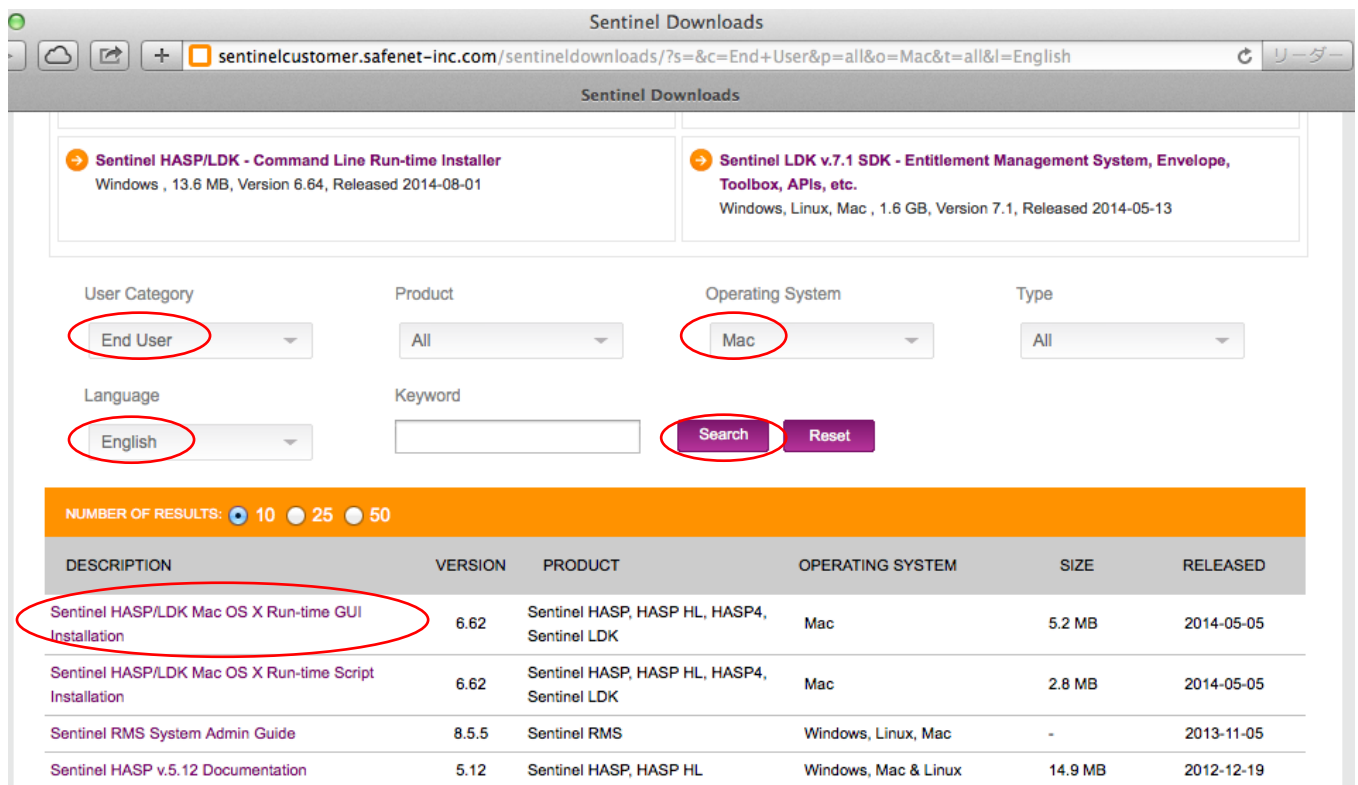 Sentinel Downloads
sentinelcustomer.safenet-inc.com/sentineldownloads/?s=&c=End+User&p=all&o=Mac&t=all&l=English
リーダー
Sentinel Downloads
Sentinel HASP/LDK - Command Line Run-time Installer
Windows , 13.6 MB, Version 6.64, Released 2014-08-01
Sentinel LDK v.7.1 SDK - Entitlement Management System, Envelope,
Toolbox, APIs, etc.
Windows, Linux, Mac , 1.6 GB, Version 7.1, Released 2014-05-13
User Category Product Operating System Type
End User All Mac All
Language Keyword
English Search Reset
NUMBER OF RESULTS: 10 25 50
DESCRIPTION VERSION PRODUCT OPERATING SYSTEM SIZE RELEASED
Sentinel HASP/LDK Mac OS X Run-time GUI
Installation
6.62
Sentinel HASP, HASP HL, HASP4,
Sentinel LDK
Mac 5.2 MB 2014-05-05
Sentinel HASP/LDK Mac OS X Run-time Script
Installation
6.62
Sentinel HASP, HASP HL, HASP4,
Sentinel LDK
Mac 2.8 MB 2014-05-05
Sentinel RMS System Admin Guide 8.5.5 Sentinel RMS Windows, Linux, Mac - 2013-11-05
Sentinel HASP v.5.12 Documentation 5.12 Sentinel HASP, HASP HL Windows, Mac & Linux 14.9 MB 2012-12-19